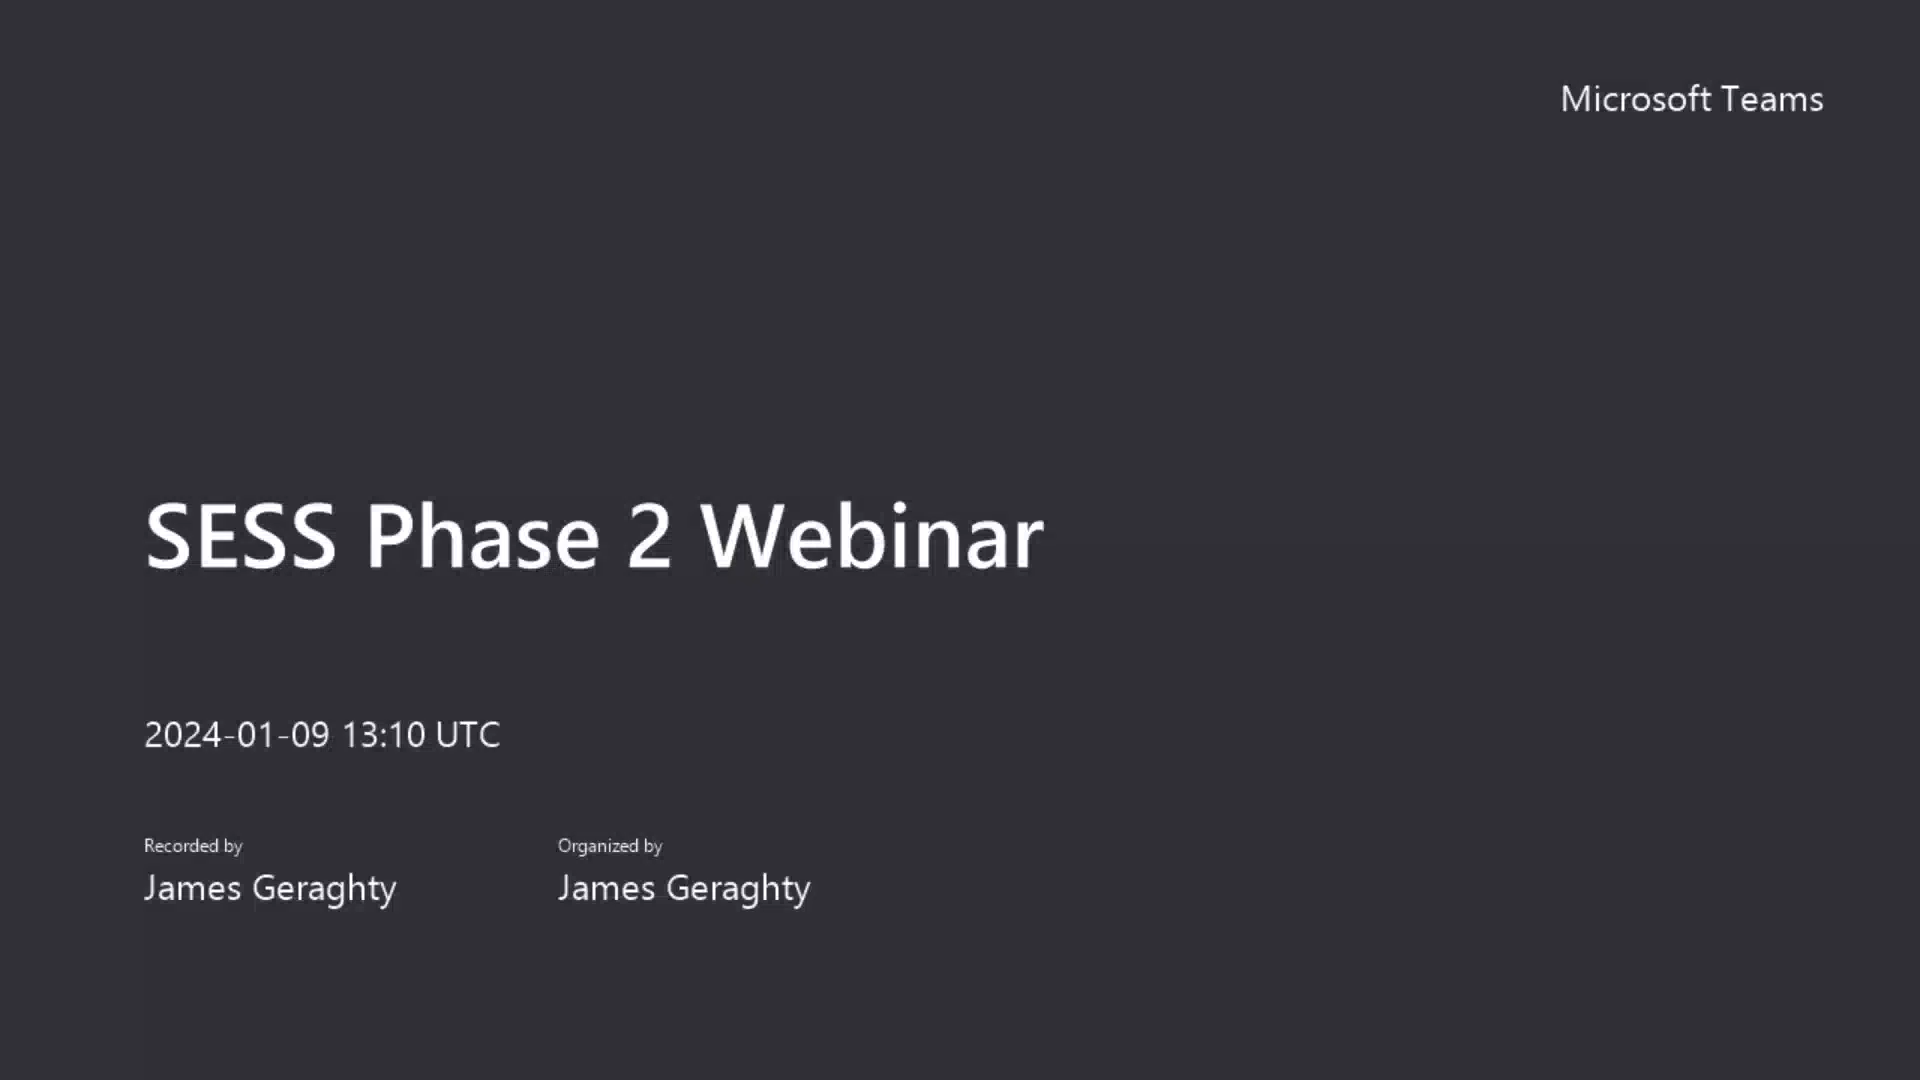 Microsoft Teams
SESS Phase 2 Webinar
2024-01-09 13:10 UTC
Recorded by
James Geraghty
Organized by
James Geraghty